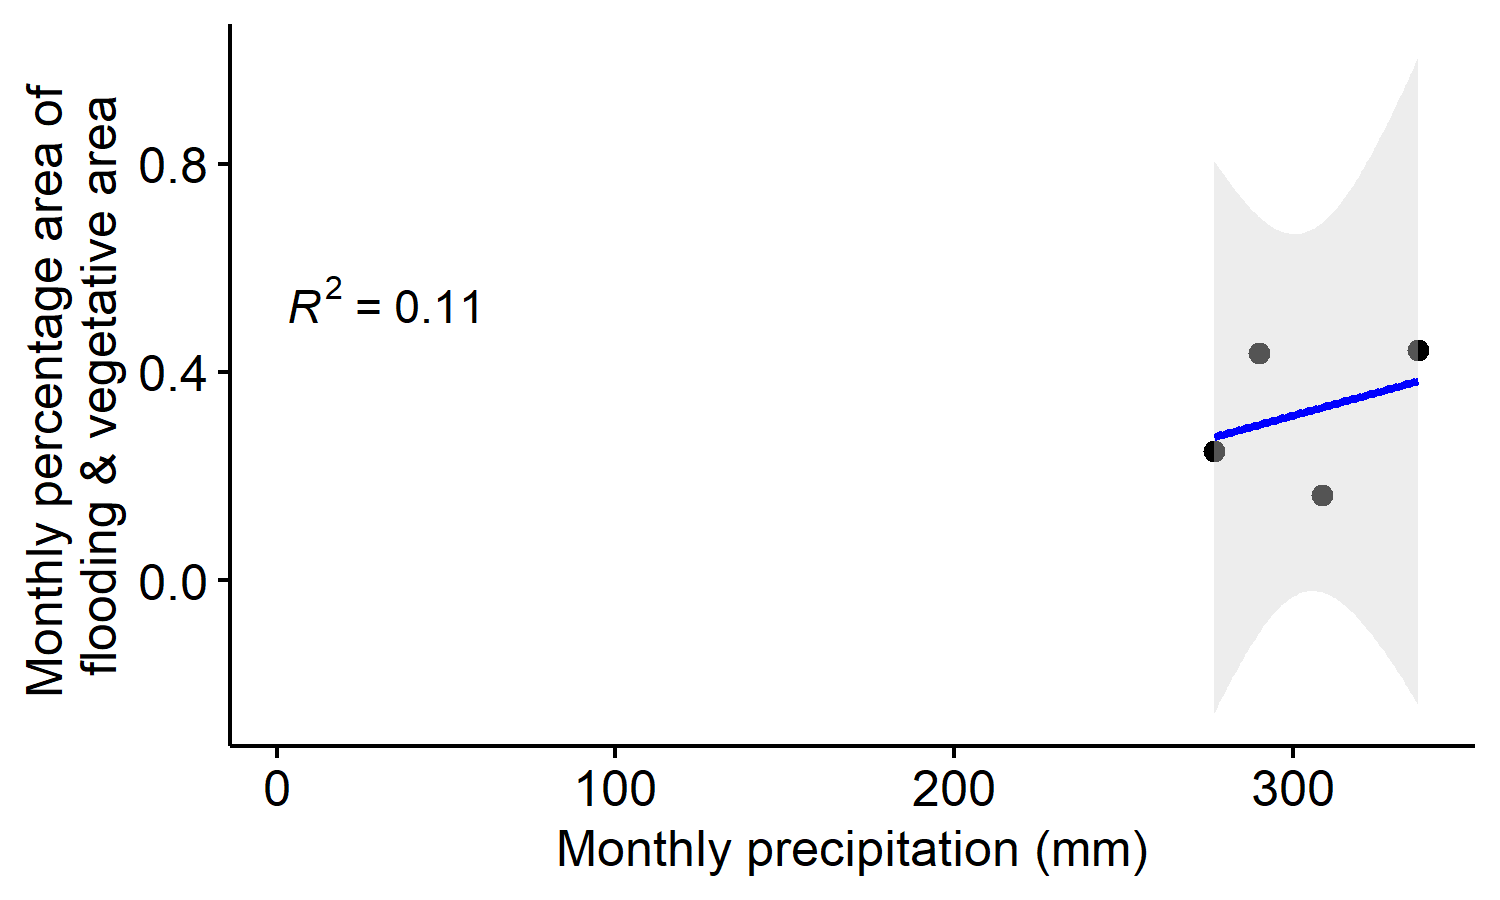 Monthly percentage area of
flooding & vegetative area
0.8
0.4
0.0
R² = 0.11
0 100 200 300
Monthly precipitation (mm)